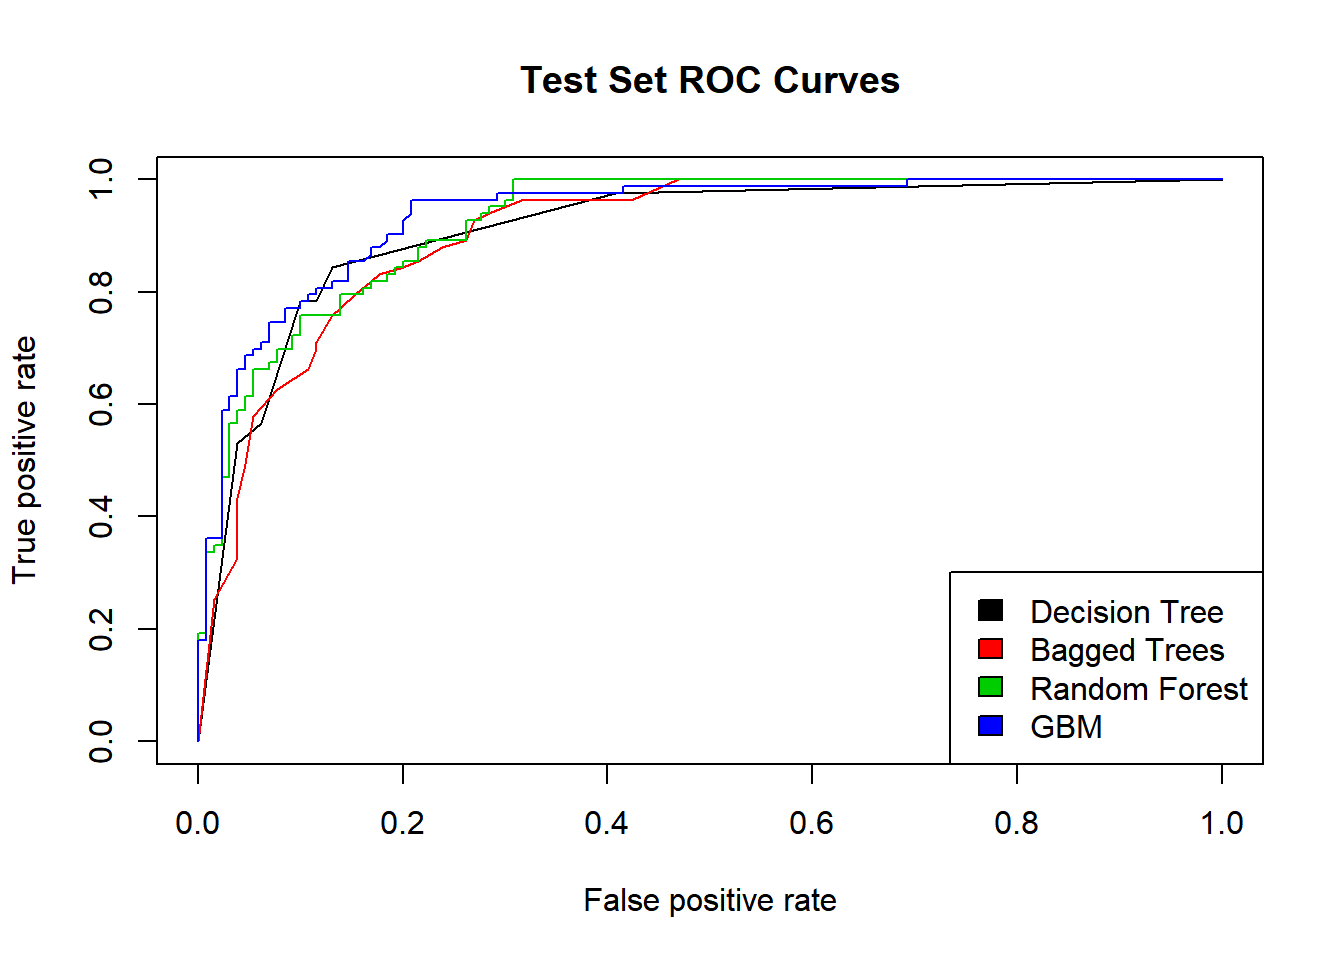 Test Set ROC Curves
True positive rate
1.0
0.8
0.6
0.4
0.2
0.0
Decision Tree
Bagged Trees
Random Forest
GBM
0.0 0.2 0.4 0.6 0.8 1.0
False positive rate